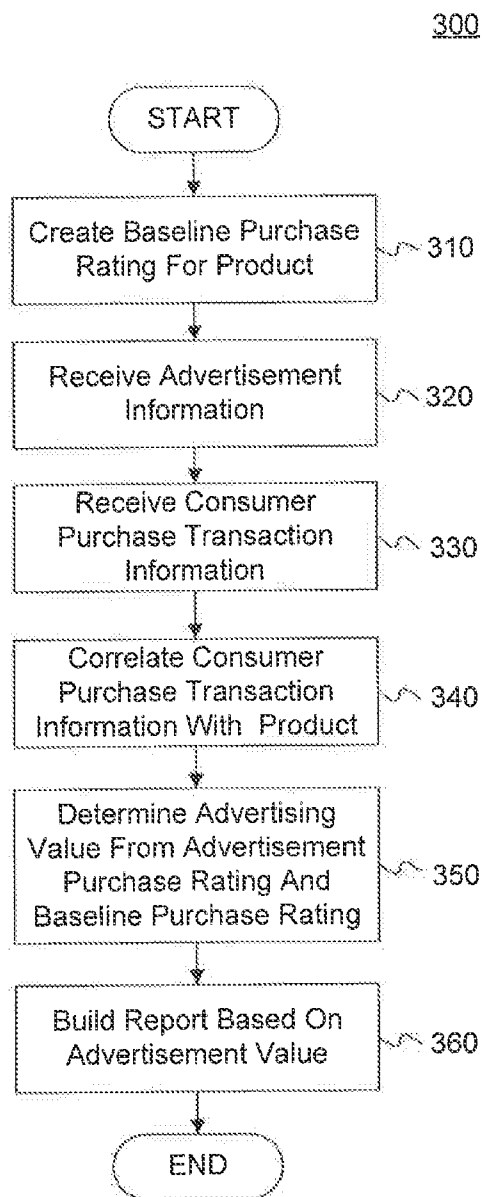 300
START
Create Baseline Purchase
Rating For Product
310
Receive Advertisement
Information
320
Receive Consumer
Purchase Transaction
Information
330
Correlate Consumer
Purchase Transaction
Information With Product
340
Determine Advertising
Value From Advertisement
Purchase Rating And
Baseline Purchase Rating
350
Build Report Based On
Advertisement Value
360
END